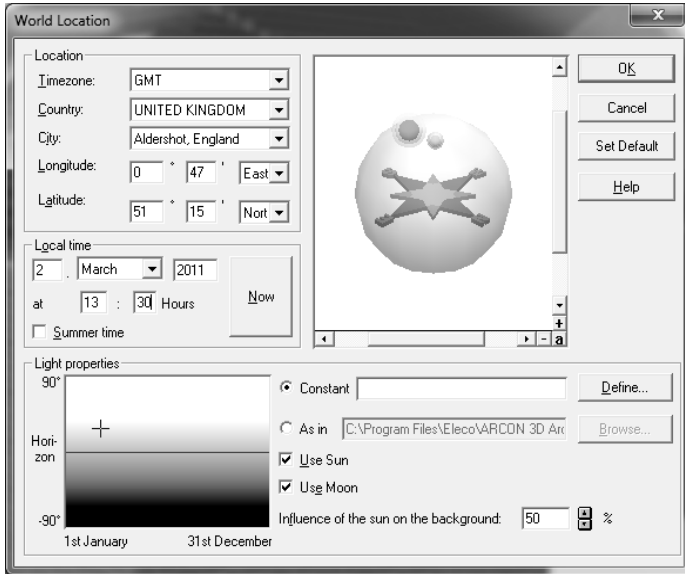 World Location
Location
Timezone: GMT
Country: UNITED KINGDOM
City: Aldershot, England
Longitude: 0 ° 47 ' East
Latitude: 51 ° 15 ' Nort
Local time
2 . March 2011
at 13 : 30 Hours
Now
Summer time
+
- a
OK
Cancel
Set Default
Help
Light properties
90°
Hori-
zon
-90°
1st January 31st December
Constant
Define...
As in C:\Program Files\Eleco\ARCON 3D Arc
Browse...
Use Sun
Use Moon
Influence of the sun on the background: 50 %